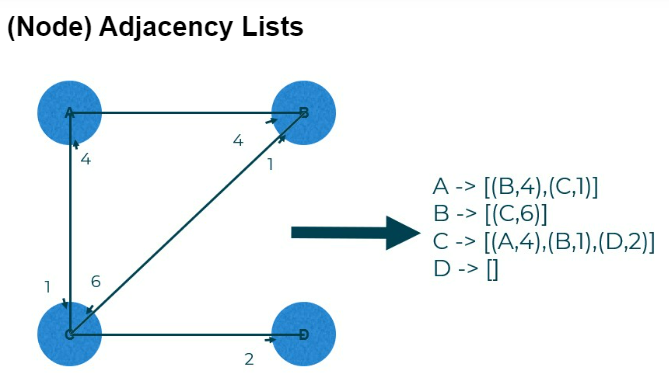 (Node) Adjacency Lists
A
B
4
4
1
A -> [(B,4),(C,1)]
B -> [(C,6)]
C -> [(A,4),(B,1),(D,2)]
D -> []
1
6
C
D
2